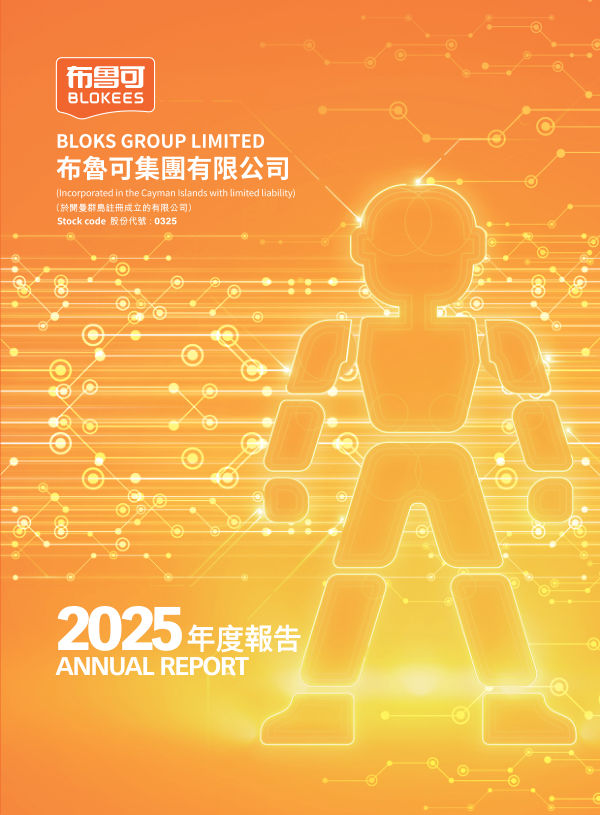 布魯可
BLOKEES
BLOKS GROUP LIMITED
布魯可集團有限公司
(Incorporated in the Cayman Islands with limited liability)
(於開曼群島註冊成立的有限公司)
Stock code 股份代號 : 0325
2025 年度報告
ANNUAL REPORT